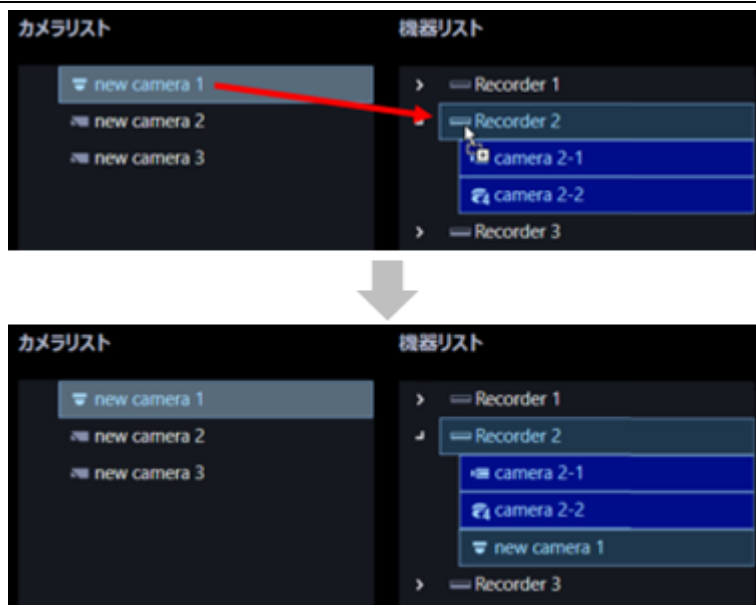 カメラリスト 機器リスト
new camera 1 Recorder 1
new camera 2 Recorder 2
new camera 3 camera 2-1
camera 2-2
Recorder 3
カメラリスト 機器リスト
new camera 1 Recorder 1
new camera 2 Recorder 2
new camera 3 camera 2-1
camera 2-2
new camera 1
Recorder 3